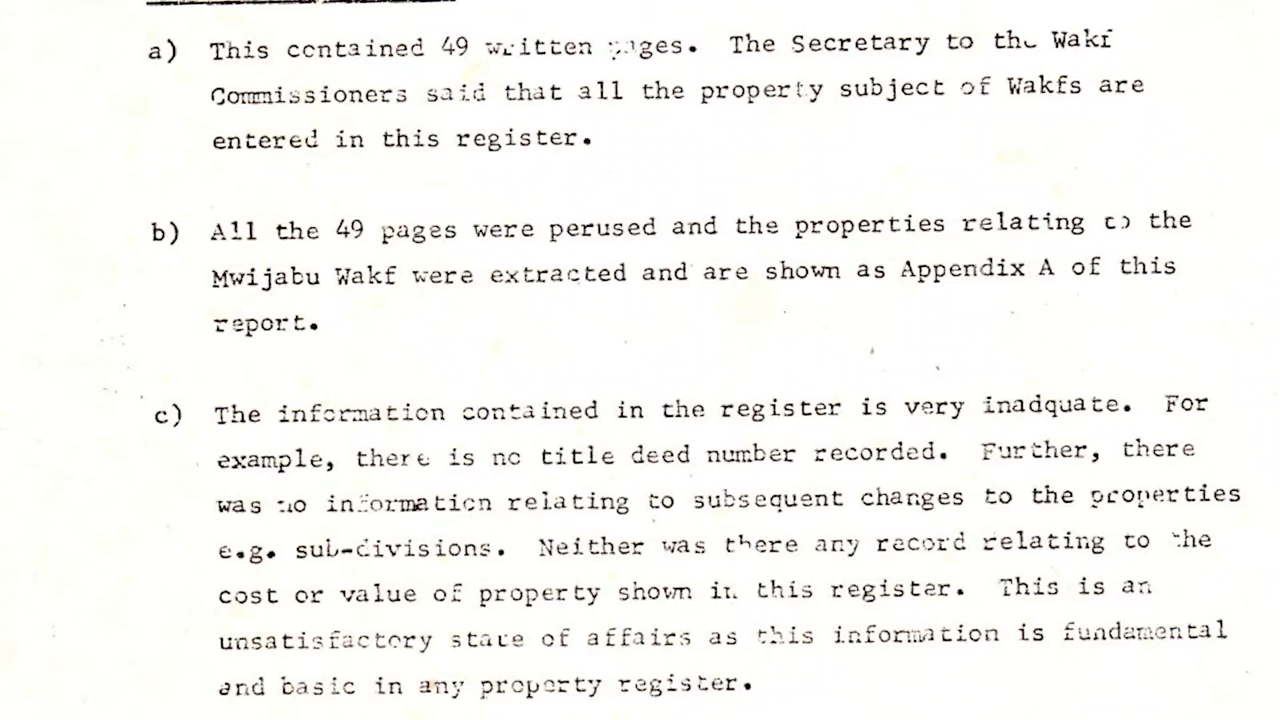 a) This contained 49 written pages. The Secretary to the Wakf
Commissioners said that all the property subject of Wakfs are
entered in this register.
b) All the 49 pages were perused and the properties relating to the
Mwijabu Wakf were extracted and are shown as Appendix A of this
report.
c) The information contained in the register is very inadquate. For
example, there is no title deed number recorded. Further, there
was no information relating to subsequent changes to the properties
e.g. sub-divisions. Neither was there any record relating to the
cost or value of property shown in this register. This is an
unsatisfactory state of affairs as this information is fundamental
and basic in any property register.